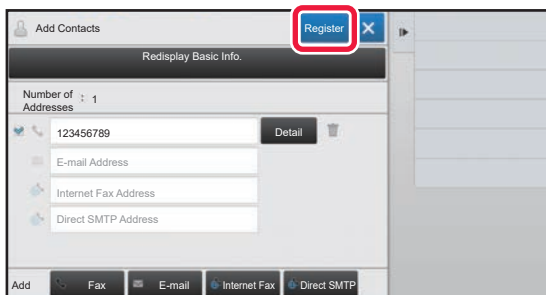 Add Contacts
Register
Redisplay Basic Info.
Number of Addresses : 1
123456789
Detail
E-mail Address
Internet Fax Address
Direct SMTP Address
Add
Fax
E-mail
Internet Fax
Direct SMTP